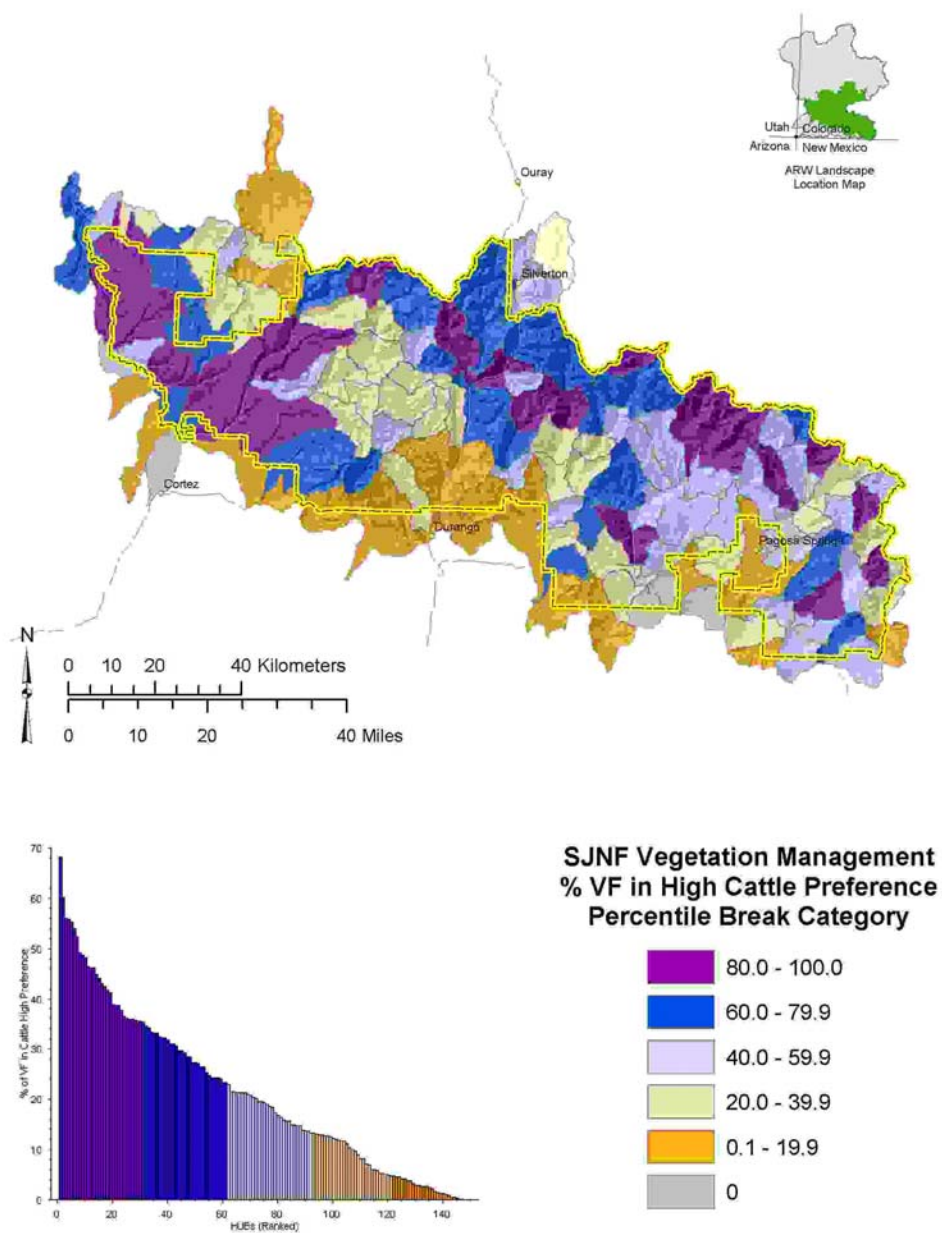 Utah Colorado
Arizona New Mexico
ARW Landscape
Location Map
Ouray
Silverton
Cortez
Durango
Pagosa Springs
N
0 10 20 40 Kilometers
0 10 20 40 Miles
SJNF Vegetation Management
% VF in High Cattle Preference
Percentile Break Category
80.0 - 100.0
60.0 - 79.9
40.0 - 59.9
20.0 - 39.9
0.1 - 19.9
0
% of VF in Cattle High Preference
70
60
50
40
30
20
10
0
0 20 40 60 80 100 120 140
HUBs (Ranked)